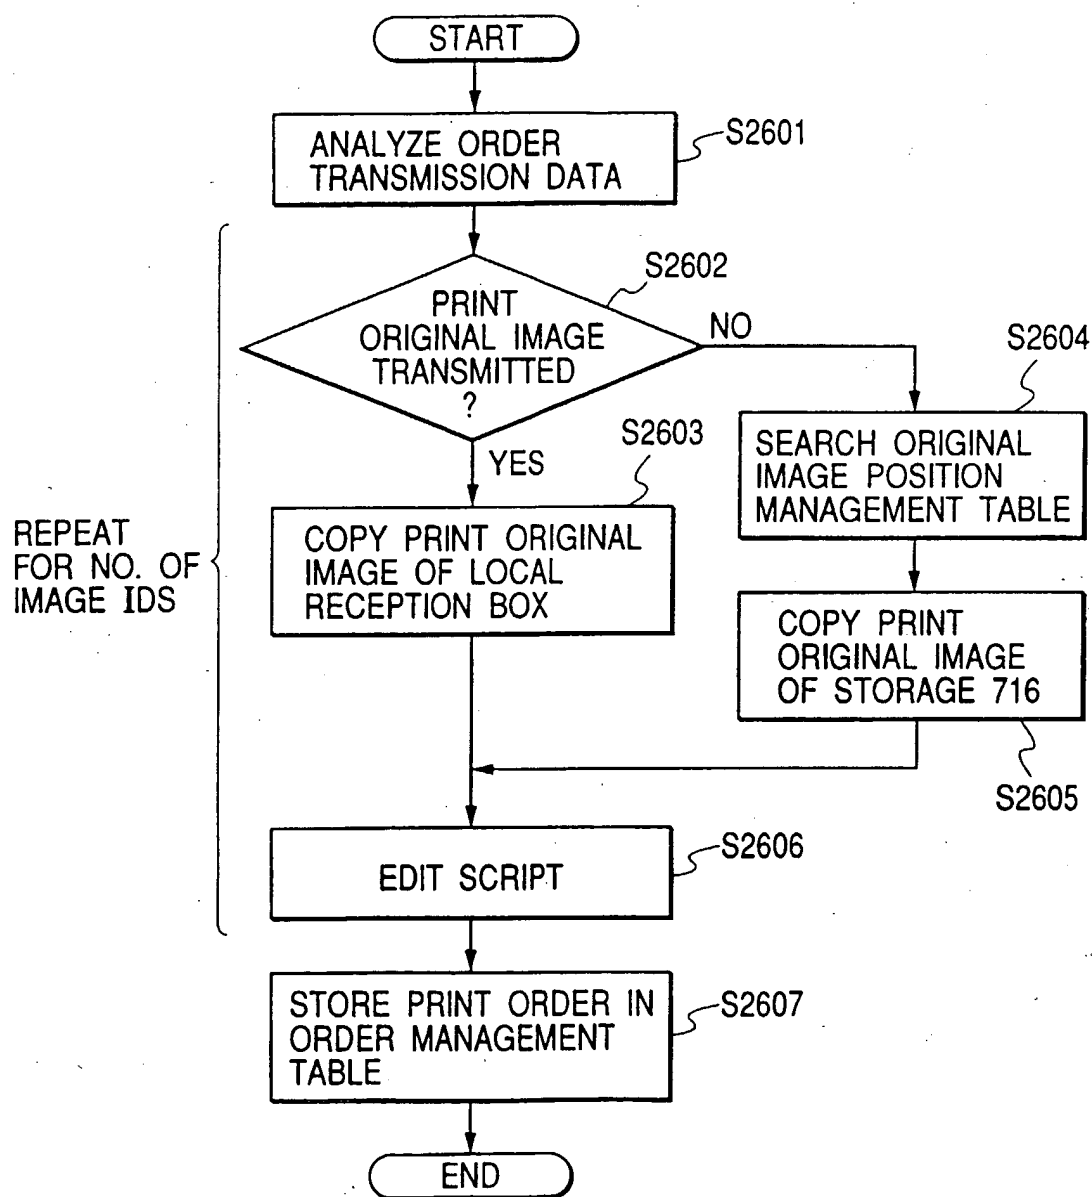 START
ANALYZE ORDER
TRANSMISSION DATA
S2601
S2602
PRINT
ORIGINAL IMAGE
TRANSMITTED
?
NO
YES
S2604
SEARCH ORIGINAL
IMAGE POSITION
MANAGEMENT TABLE
S2603
COPY PRINT ORIGINAL
IMAGE OF LOCAL
RECEPTION BOX
REPEAT
FOR NO. OF
IMAGE IDS
COPY PRINT
ORIGINAL IMAGE
OF STORAGE 716
S2605
EDIT SCRIPT
S2606
STORE PRINT ORDER IN
ORDER MANAGEMENT
TABLE
S2607
END